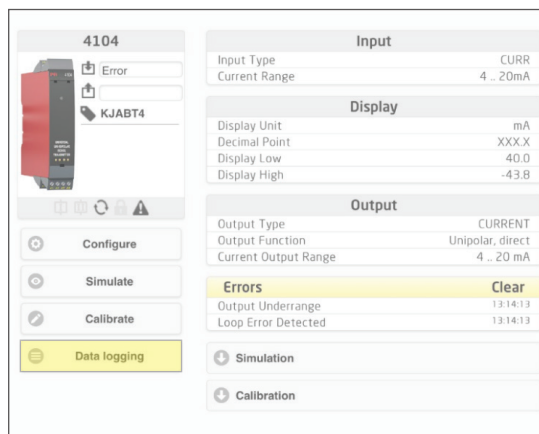 4104
Error
KJABT4
Configure
Simulate
Calibrate
Data logging
Input
Input Type CURR
Current Range 4 .. 20mA
Display
Display Unit mA
Decimal Point XXX.X
Display Low 40.0
Display High -43.8
Output
Output Type CURRENT
Output Function Unipolar, direct
Current Output Range 4 .. 20 mA
Errors Clear
Output Underrange 13:14:13
Loop Error Detected 13:14:13
Simulation
Calibration